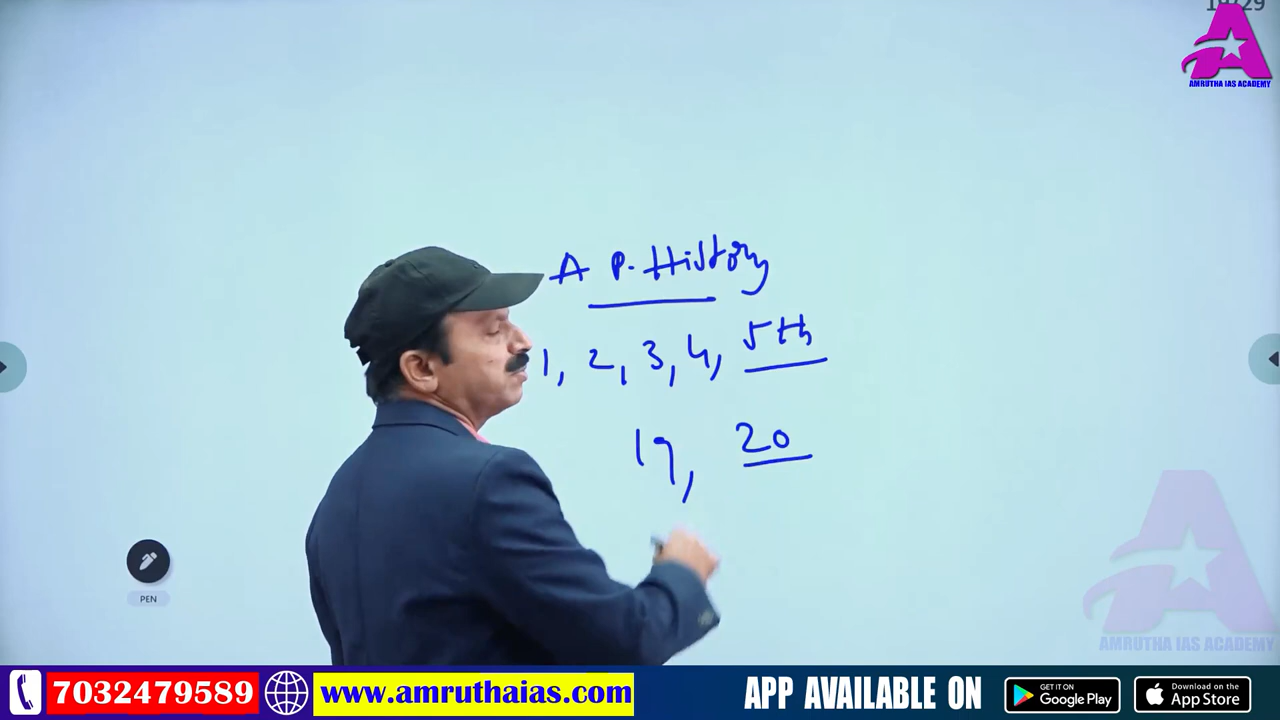 AMRUTHA IAS ACADEMY
A P. History
1, 2, 3, 4, 5th
19, 20
PEN
AMRUTHA IAS ACADEMY
7032479589 www.amruthaias.com APP AVAILABLE ON GET IT ON Google Play Download on the App Store